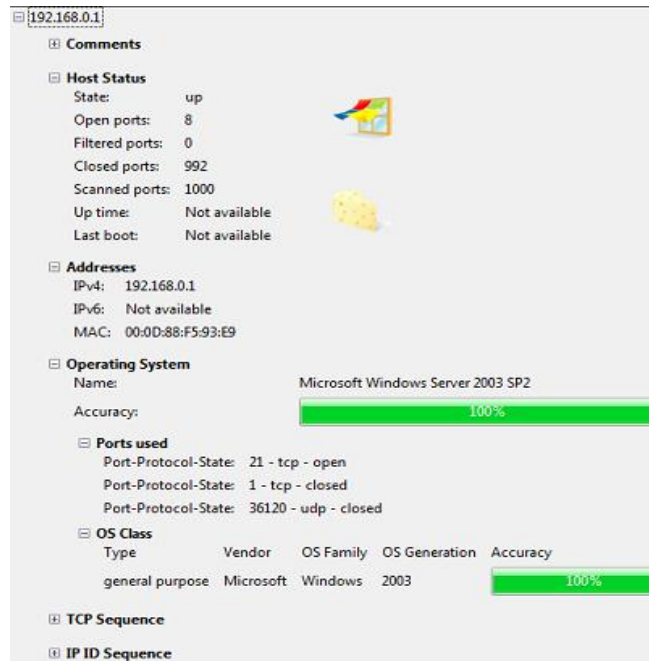 192.168.0.1
Comments
Host Status
State: up
Open ports: 8
Filtered ports: 0
Closed ports: 992
Scanned ports: 1000
Up time: Not available
Last boot: Not available
Addresses
IPv4: 192.168.0.1
IPv6: Not available
MAC: 00:0D:88:F5:93:E9
Operating System
Name: Microsoft Windows Server 2003 SP2
Accuracy: 100%
Ports used
Port-Protocol-State: 21 - tcp - open
Port-Protocol-State: 1 - tcp - closed
Port-Protocol-State: 36120 - udp - closed
OS Class
Type Vendor OS Family OS Generation Accuracy
general purpose Microsoft Windows 2003 100%
TCP Sequence
IP ID Sequence